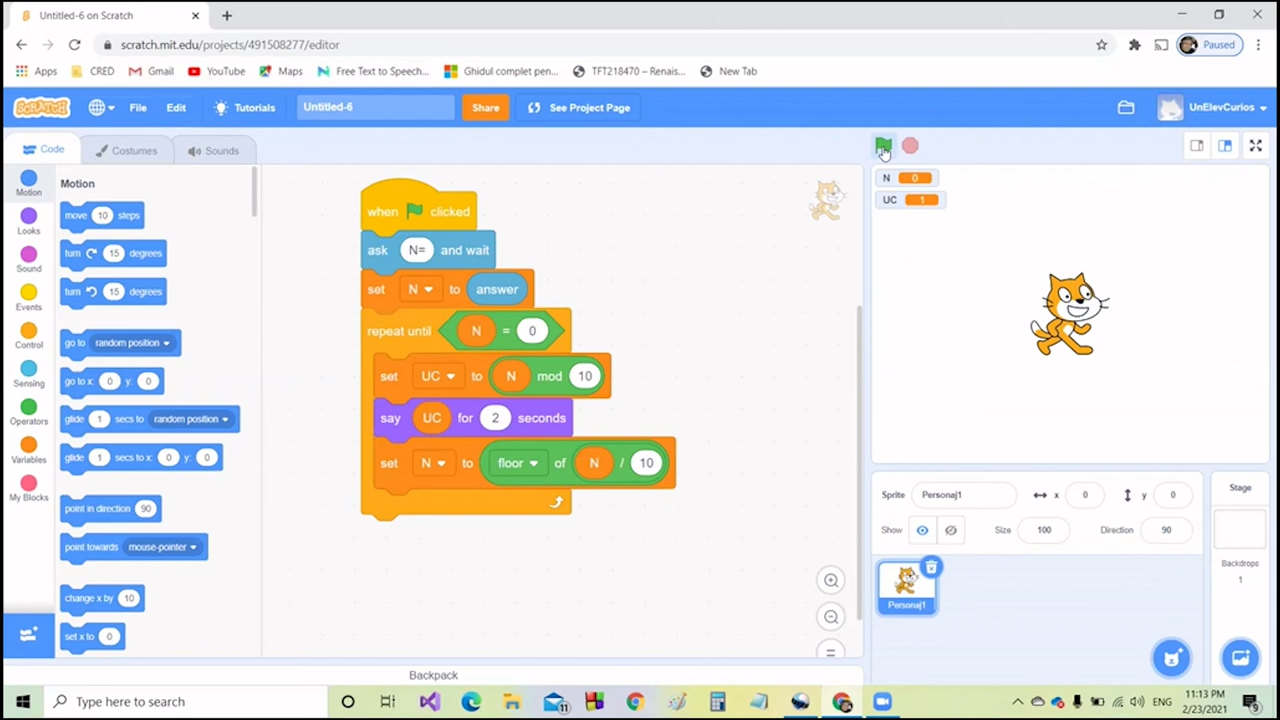 Untitled-6 on Scratch
scratch.mit.edu/projects/491508277/editor
Paused
Apps CRED Gmail YouTube Maps Free Text to Speech... Ghidul complet pen... TFT218470 – Renais... New Tab
SCRATCH File Edit Tutorials Untitled-6 Share See Project Page UnElevCurios
Code Costumes Sounds
Motion
Looks
Sound
Events
Control
Sensing
Operators
Variables
My Blocks
Motion
move 10 steps
turn 15 degrees
turn 15 degrees
go to random position
go to x: 0 y: 0
glide 1 secs to random position
glide 1 secs to x: 0 y: 0
point in direction 90
point towards mouse-pointer
change x by 10
set x to 0
when clicked
ask N= and wait
set N to answer
repeat until N = 0
set UC to N mod 10
say UC for 2 seconds
set N to floor of N / 10
N 0
UC 1
Sprite Personaj1 x 0 y 0
Show Size 100 Direction 90
Personaj1
Stage
Backdrops
1
Backpack
Type here to search
11
ENG
11:13 PM
2/23/2021
9